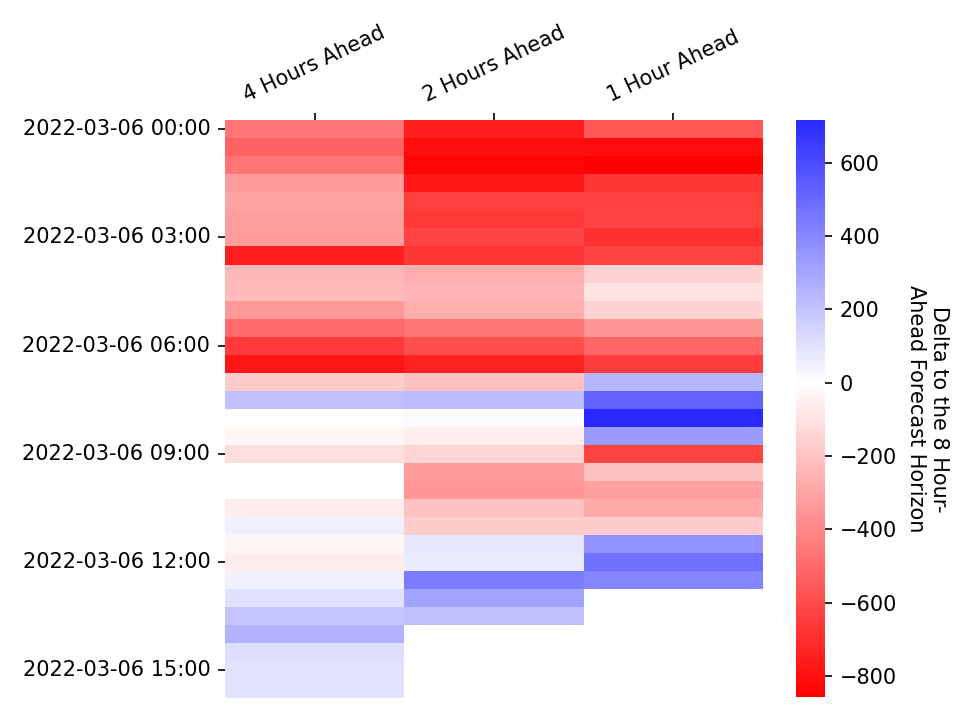 4 Hours Ahead
2 Hours Ahead
1 Hour Ahead
2022-03-06 00:00
2022-03-06 03:00
2022-03-06 06:00
2022-03-06 09:00
2022-03-06 12:00
2022-03-06 15:00
600
400
200
0
−200
−400
−600
−800
Delta to the 8 Hour-
Ahead Forecast Horizon